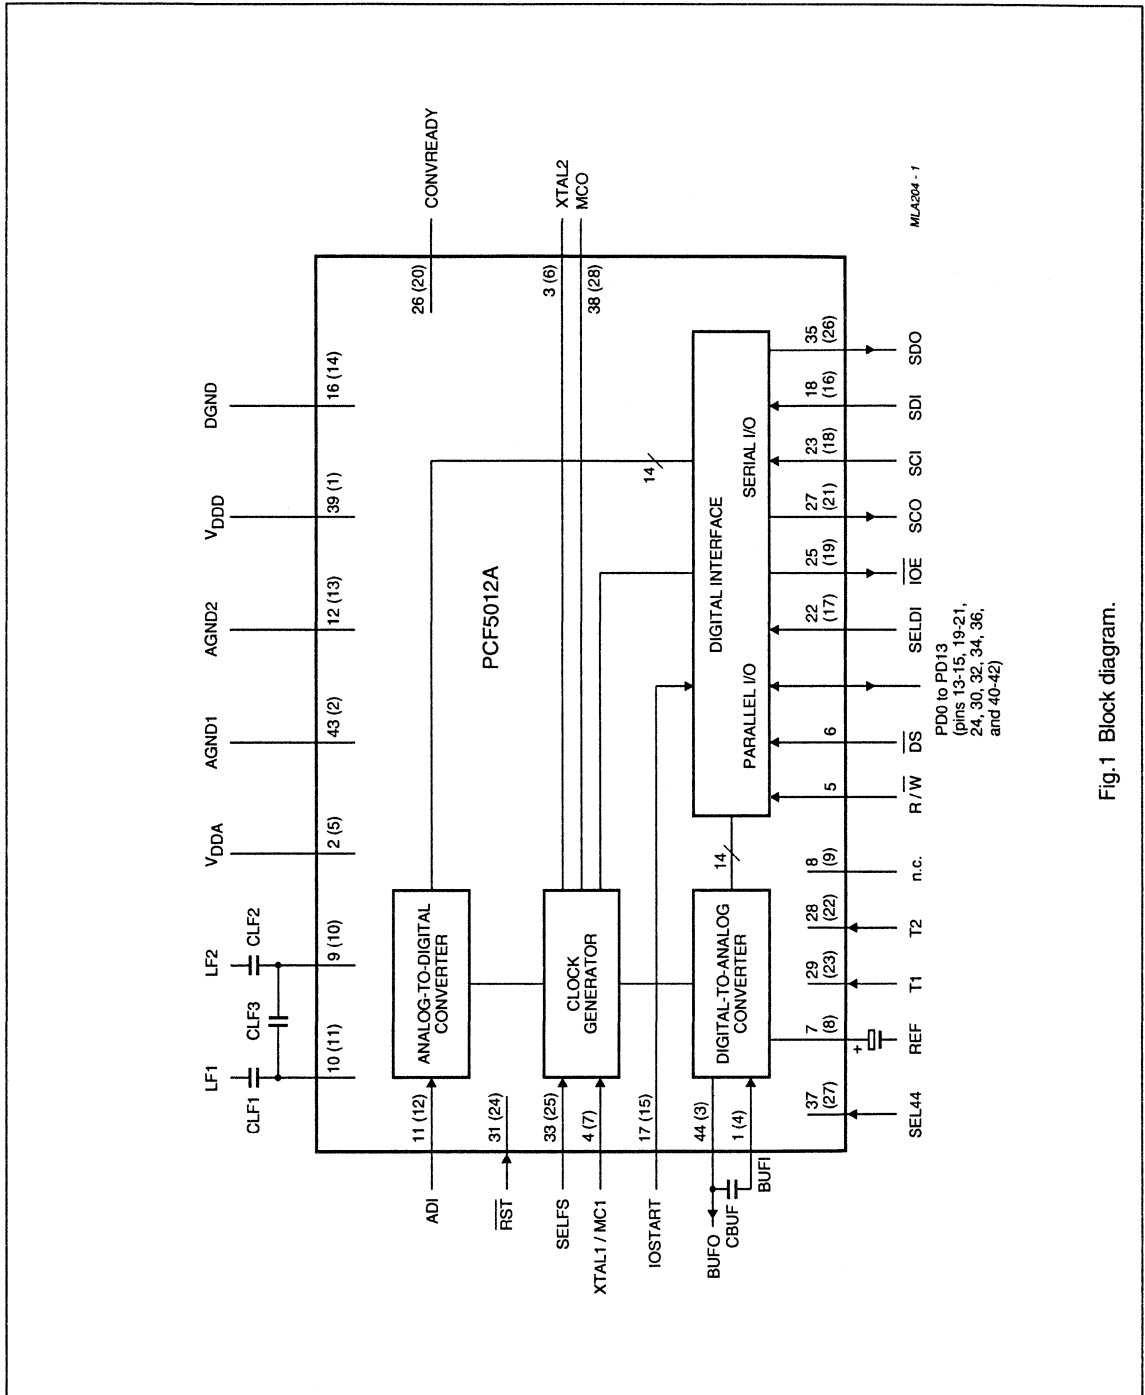 LF1
LF2
VDDA
AGND1
AGND2
VDDD
DGND
CLF1
CLF3
CLF2
10 (11)
9 (10)
2 (5)
43 (2)
12 (13)
39 (1)
16 (14)
26 (20)
CONVREADY
PCF5012A
ADI
11 (12)
ANALOG-TO-DIGITAL
CONVERTER
14
RST
31 (24)
SELFS
33 (25)
XTAL1 / MC1
4 (7)
CLOCK
GENERATOR
3 (6)
XTAL2
38 (28)
MCO
IOSTART
17 (15)
BUFO
44 (3)
CBUF
BUFI
1 (4)
DIGITAL-TO-ANALOG
CONVERTER
14
DIGITAL INTERFACE
PARALLEL I/O
SERIAL I/O
37
(27)
7
(8)
29
(23)
28
(22)
8
(9)
5
6
22
(17)
25
(19)
27
(21)
23
(18)
18
(16)
35
(26)
+
SEL44
REF
T1
T2
n.c.
R / W
DS
PD0 to PD13
(pins 13-15, 19-21,
24, 30, 32, 34, 36,
and 40-42)
SELDI
IOE
SCO
SCI
SDI
SDO
MLA204 - 1
Fig.1 Block diagram.